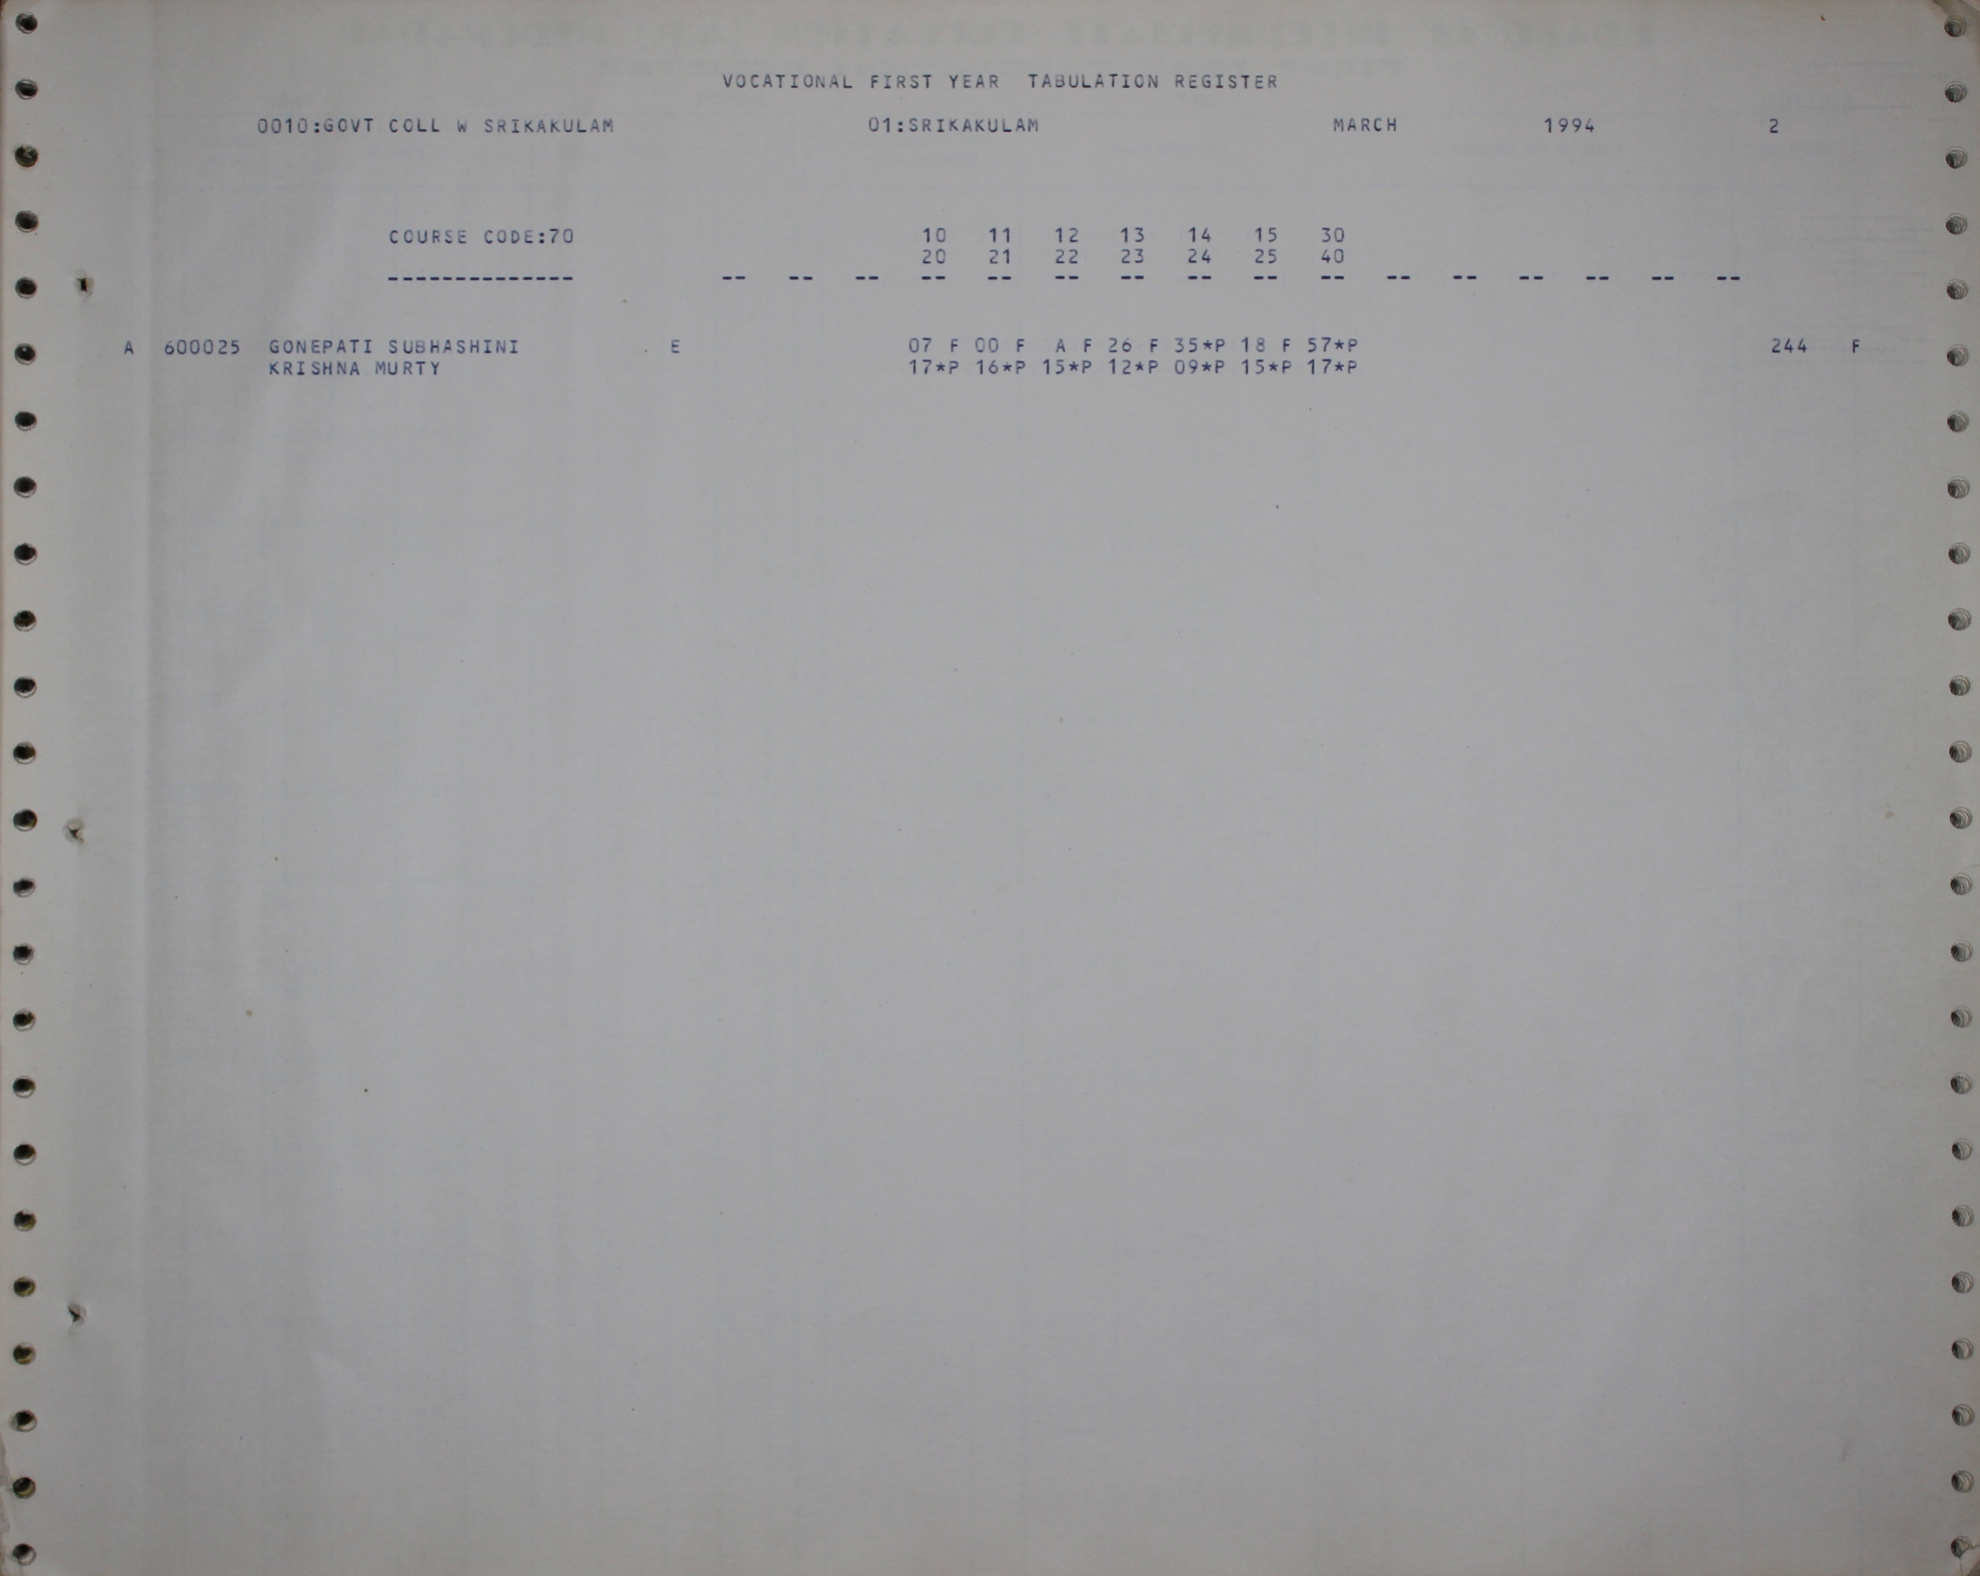 VOCATIONAL FIRST YEAR TABULATION REGISTER
0010:GOVT COLL W SRIKAKULAM 01:SRIKAKULAM MARCH 1994 2
COURSE CODE:70 10 11 12 13 14 15 30
20 21 22 23 24 25 40
-------------- -- -- -- -- -- -- -- -- -- -- -- -- -- -- -- --
A 600025 GONEPATI SUBHASHINI E 07 F 00 F A F 26 F 35*P 18 F 57*P 244 F
KRISHNA MURTY 17*P 16*P 15*P 12*P 09*P 15*P 17*P